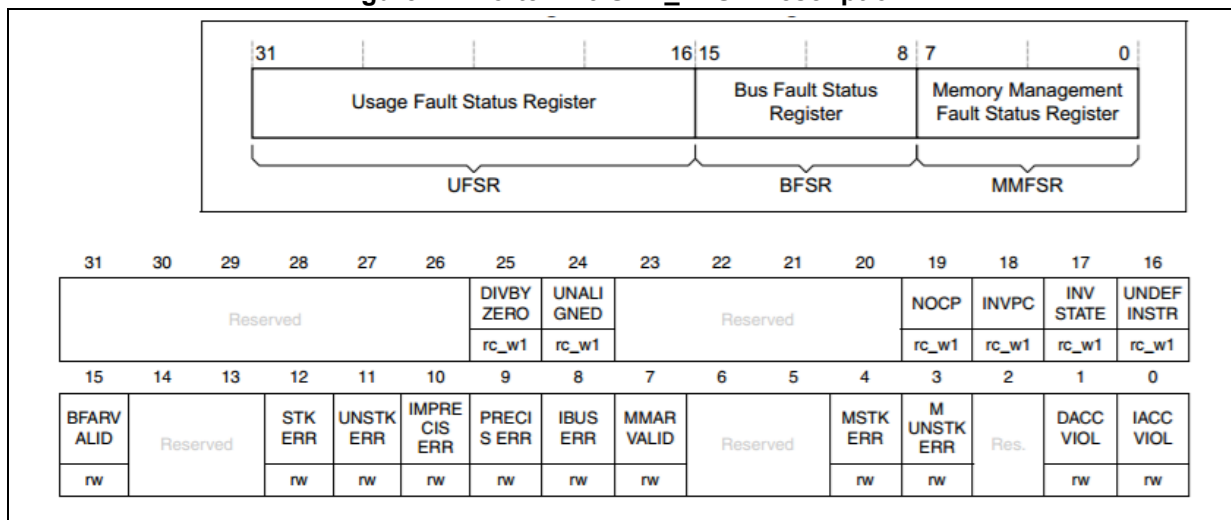 31 16 15 8 7 0
Usage Fault Status Register
Bus Fault Status
Register
Memory Management
Fault Status Register
UFSR BFSR MMFSR
31 30 29 28 27 26 25 24 23 22 21 20 19 18 17 16
Reserved
DIVBY
ZERO
UNALI
GNED
Reserved
NOCP
INVPC
INV
STATE
UNDEF
INSTR
rc_w1 rc_w1 rc_w1 rc_w1 rc_w1 rc_w1
15 14 13 12 11 10 9 8 7 6 5 4 3 2 1 0
BFARV
ALID
Reserved
STK
ERR
UNSTK
ERR
IMPRE
CIS
ERR
PRECI
S ERR
IBUS
ERR
MMAR
VALID
Reserved
MSTK
ERR
M
UNSTK
ERR
Res.
DACC
VIOL
IACC
VIOL
rw rw rw rw rw rw rw rw rw rw rw